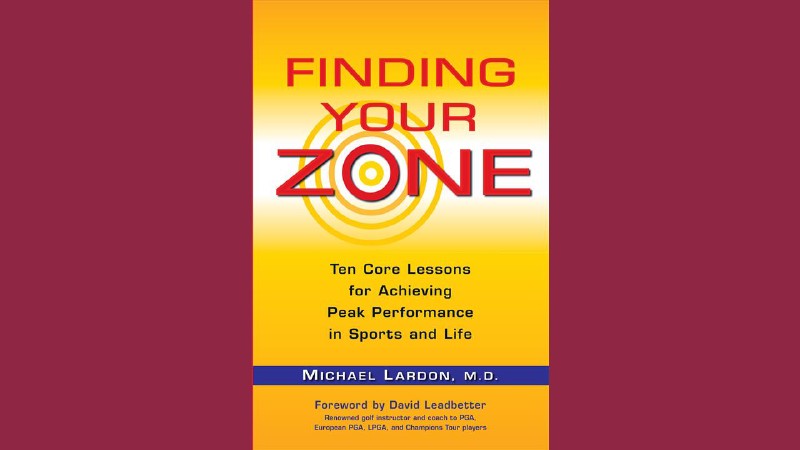 FINDING
YOUR
ZONE
Ten Core Lessons
for Achieving
Peak Performance
in Sports and Life
MICHAEL LARDON, M.D.
Foreword by David Leadbetter
Renowned golf instructor and coach to PGA,
European PGA, LPGA, and Champions Tour players